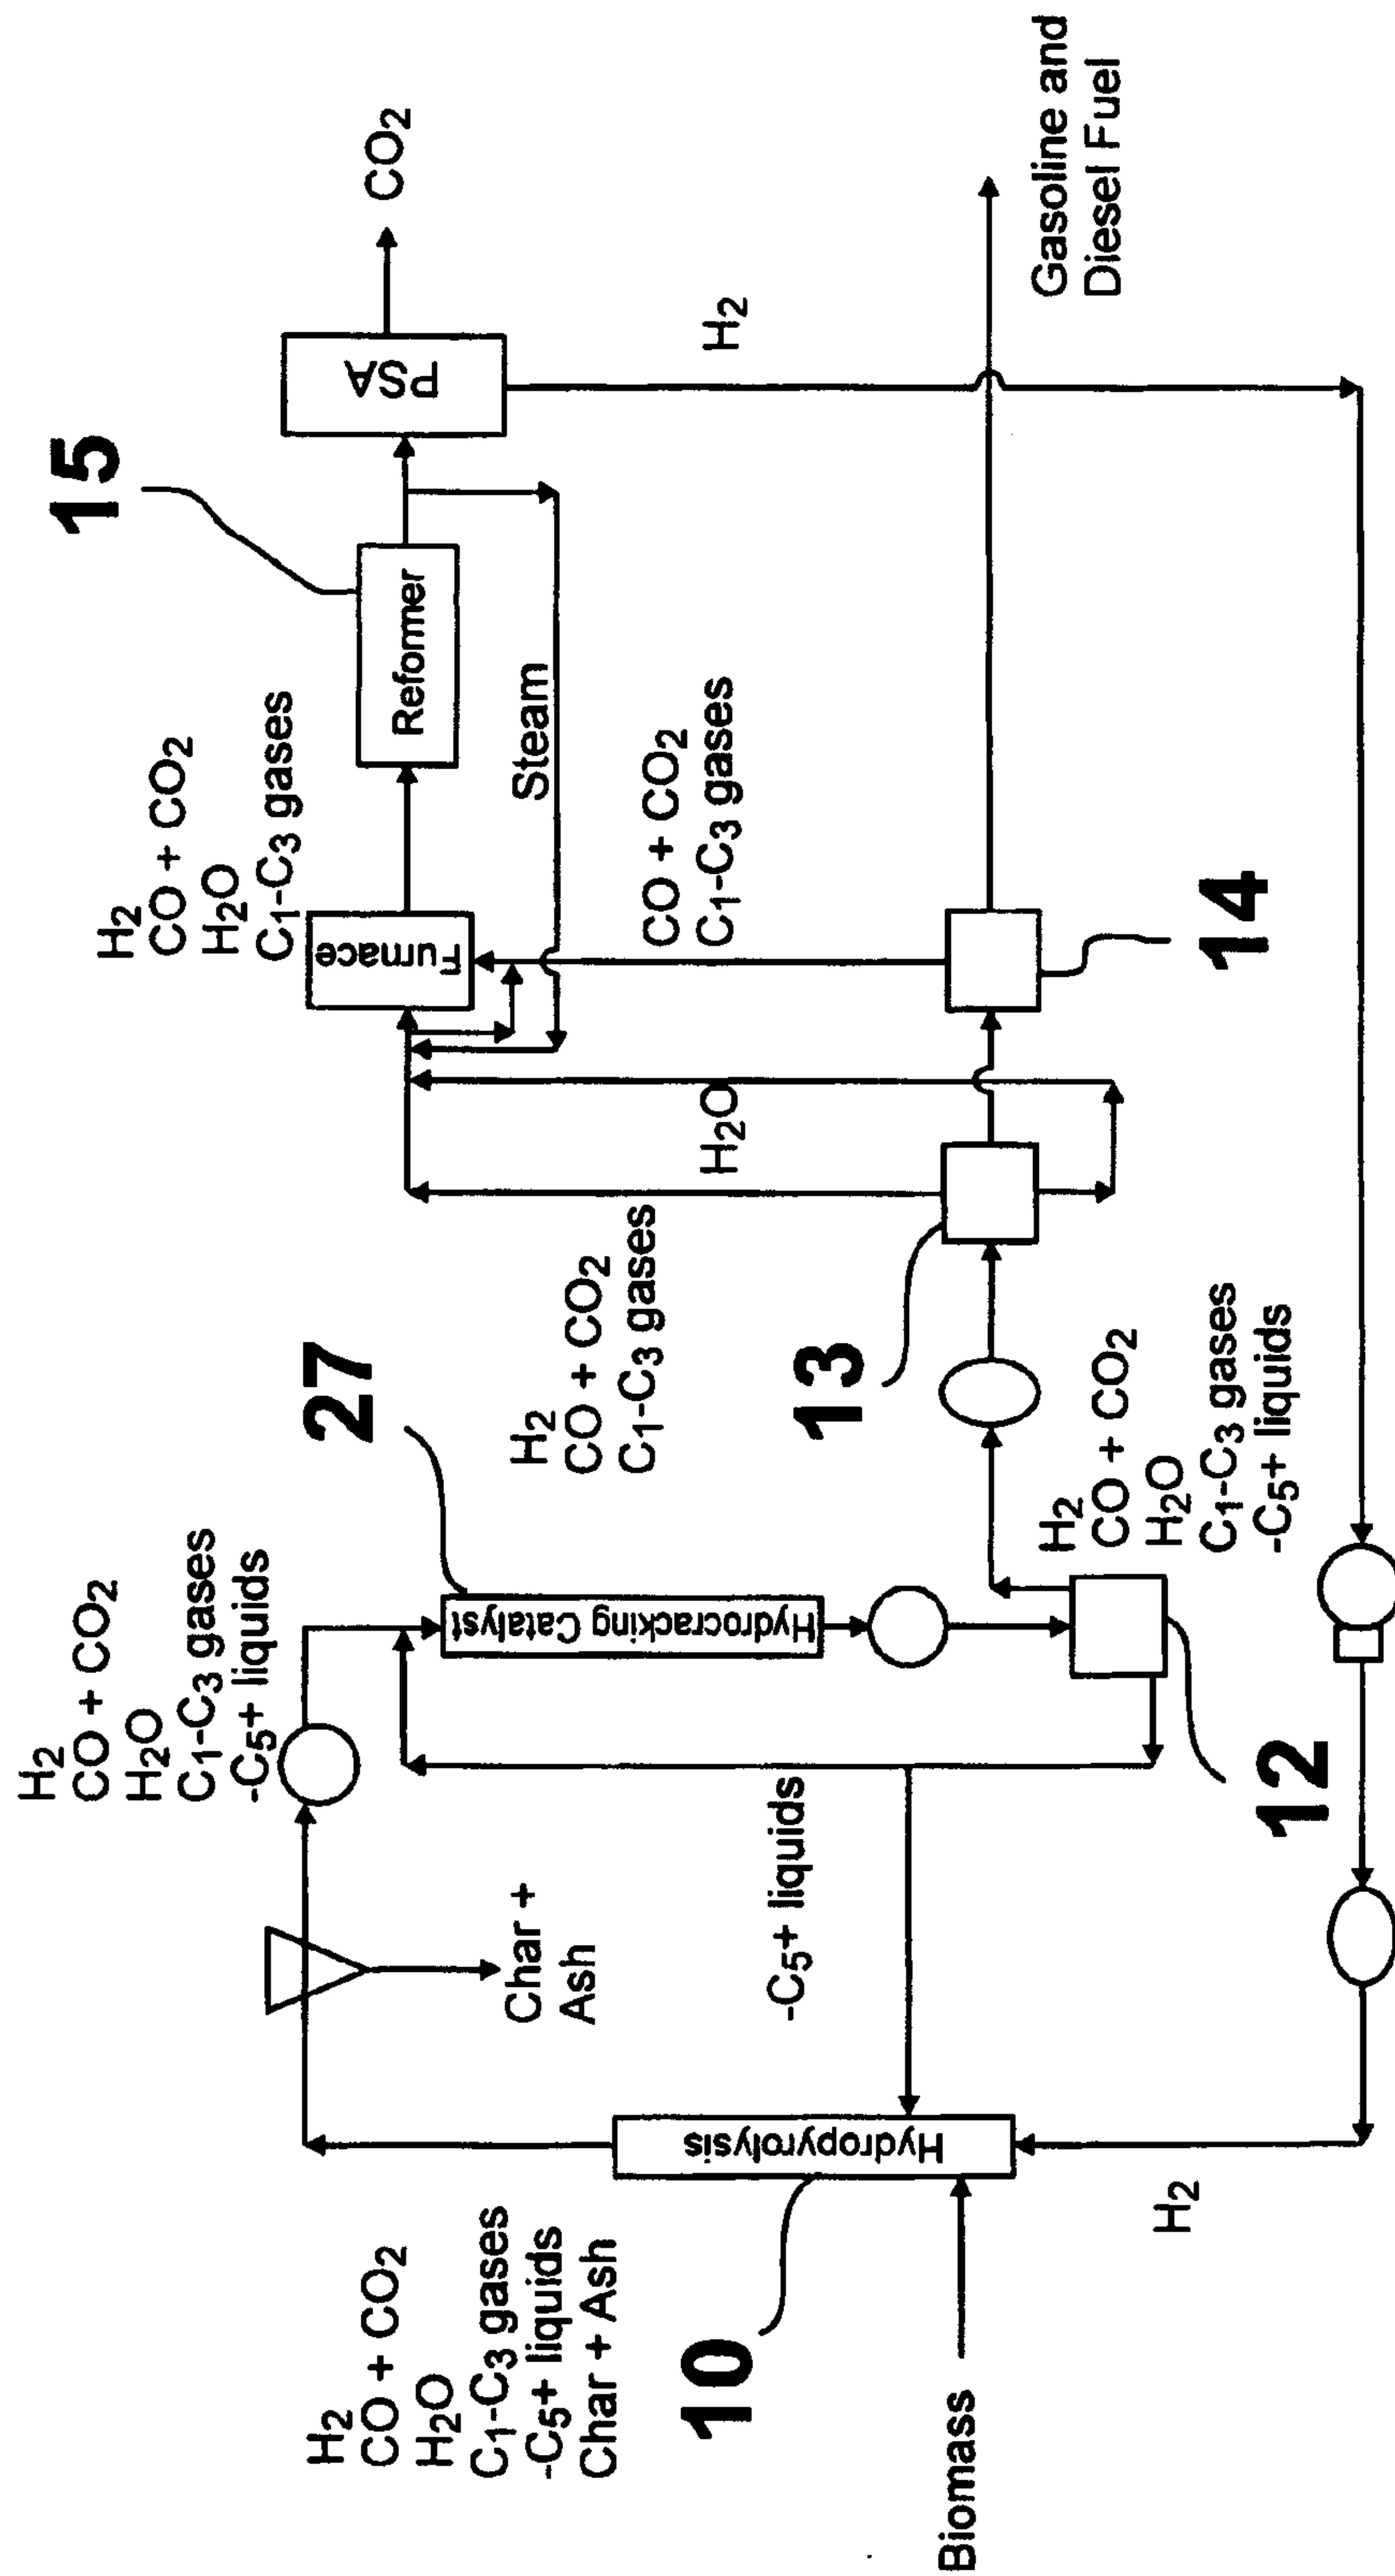 H2
CO + CO2
H2O
C1-C3 gases
-C5+ liquids
Char + Ash
10
Biomass
Hydropyrolysis
H2
Char +
Ash
H2
CO + CO2
H2O
C1-C3 gases
-C5+ liquids
27
Hydrocracking Catalyst
-C5+ liquids
12
H2
CO + CO2
H2O
C1-C3 gases
-C5+ liquids
13
H2
CO + CO2
C1-C3 gases
H2O
14
CO + CO2
C1-C3 gases
H2
CO + CO2
H2O
C1-C3 gases
Furnace
Steam
Reformer
15
PSA
CO2
H2
Gasoline and
Diesel Fuel